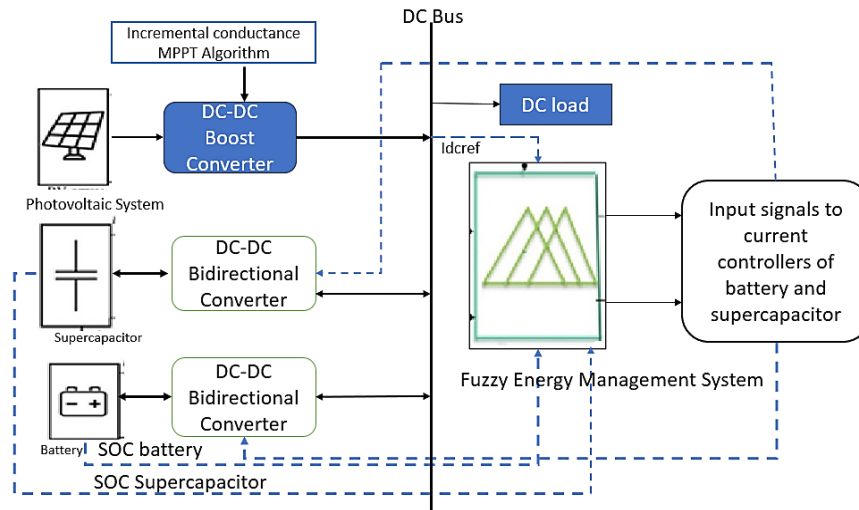 DC Bus
Incremental conductance
MPPT Algorithm
DC-DC
Boost
Converter
DC load
Idcref
Photovoltaic System
DC-DC
Bidirectional
Converter
Input signals to
current
controllers of
battery and
supercapacitor
Supercapacitor
DC-DC
Bidirectional
Converter
Fuzzy Energy Management System
Battery
SOC battery
SOC Supercapacitor